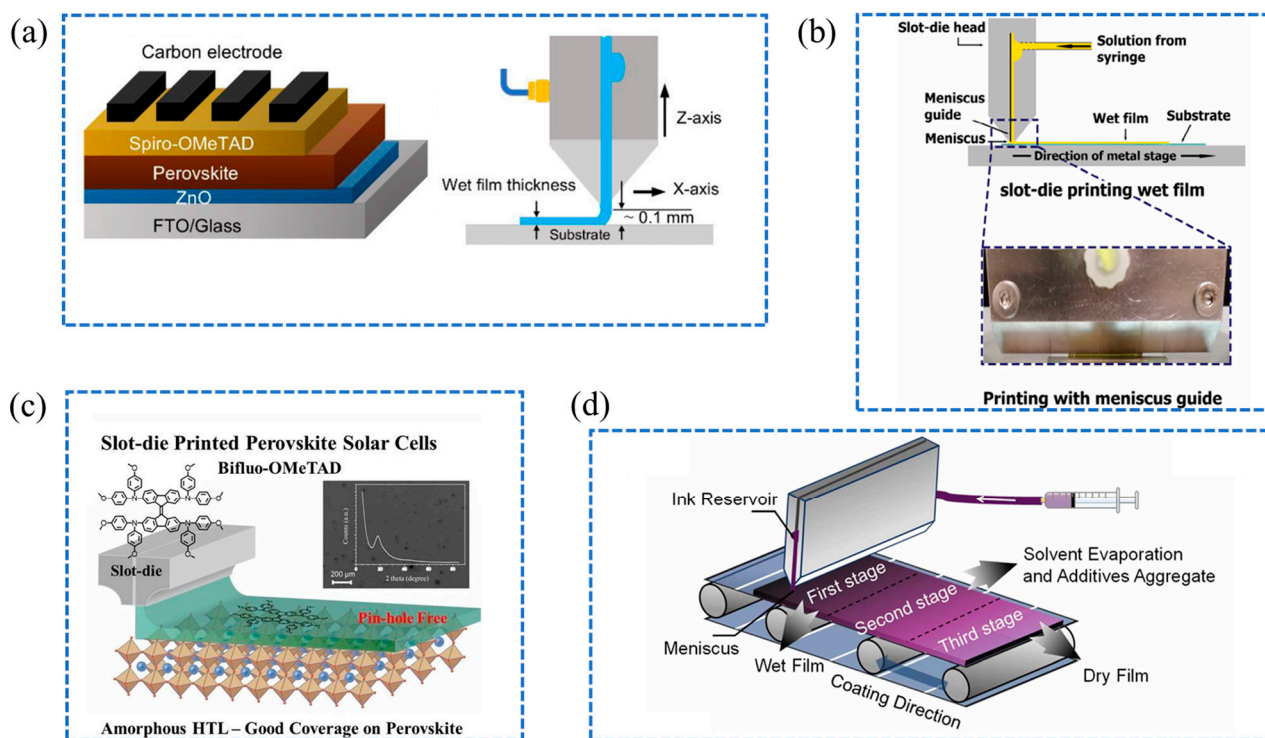 (a)
Carbon electrode
Spiro-OMeTAD
Perovskite
ZnO
FTO/Glass
Z-axis
Wet film thickness
X-axis
~ 0.1 mm
Substrate
(b)
Slot-die head
Solution from
syringe
Meniscus
guide
Meniscus
Wet film
Substrate
Direction of metal stage
slot-die printing wet film
Printing with meniscus guide
(c)
Slot-die Printed Perovskite Solar Cells
Bifluo-OMeTAD
Slot-die
Counts (a.u.)
200 μm
2 theta (degree)
Pin-hole Free
Amorphous HTL – Good Coverage on Perovskite
(d)
Ink Reservoir
First stage
Second stage
Third stage
Solvent Evaporation
and Additives Aggregate
Meniscus
Wet Film
Coating Direction
Dry Film